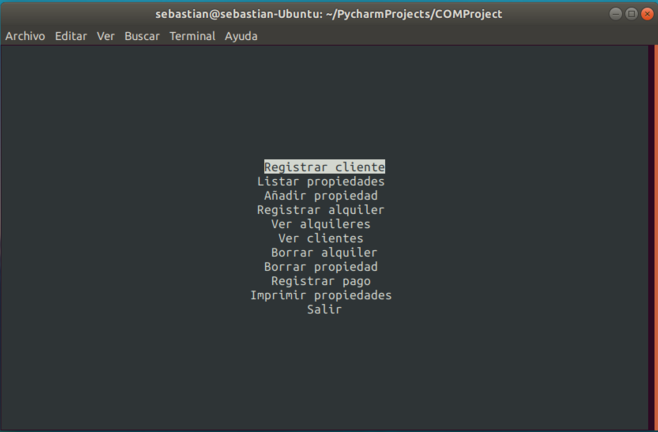 sebastian@sebastian-Ubuntu: ~/PycharmProjects/COMProject
Archivo Editar Ver Buscar Terminal Ayuda
Registrar cliente
Listar propiedades
Añadir propiedad
Registrar alquiler
Ver alquileres
Ver clientes
Borrar alquiler
Borrar propiedad
Registrar pago
Imprimir propiedades
Salir